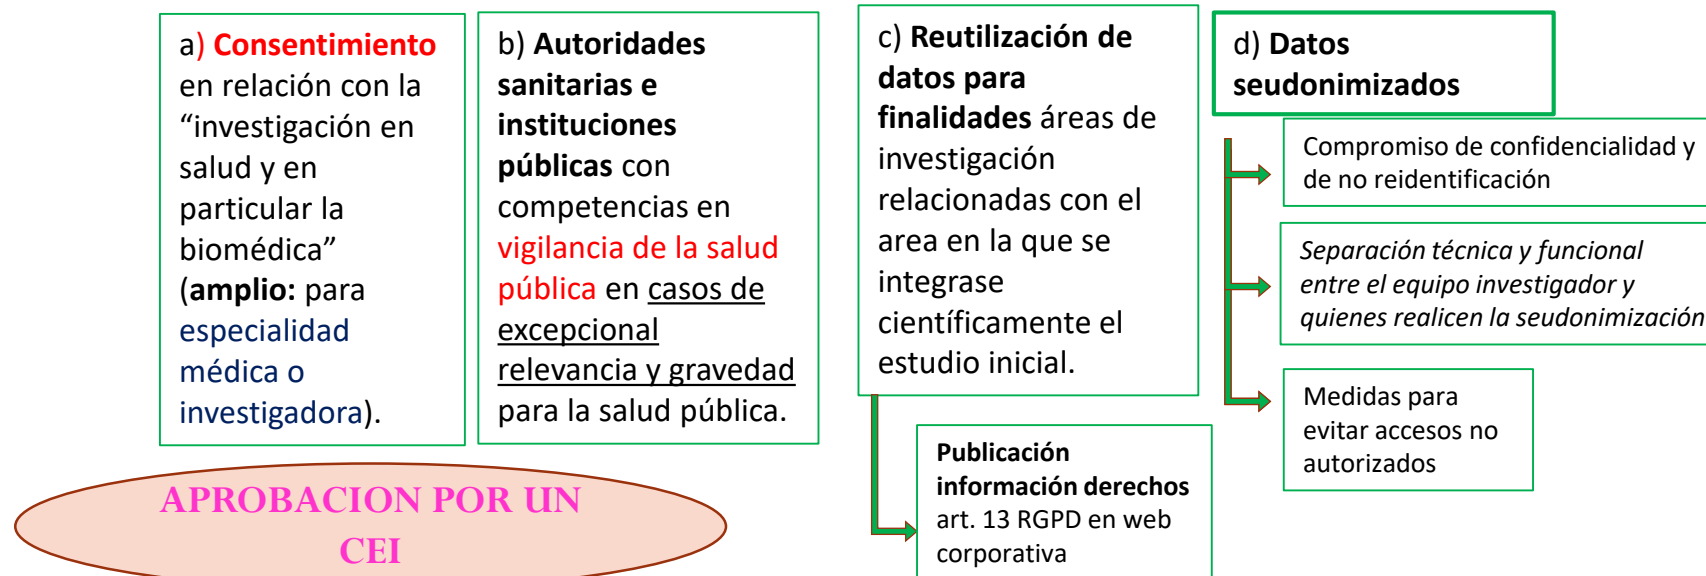 a) Consentimiento
en relación con la
“investigación en
salud y en
particular la
biomédica”
(amplio: para
especialidad
médica o
investigadora).
b) Autoridades
sanitarias e
instituciones
públicas con
competencias en
vigilancia de la salud
pública en casos de
excepcional
relevancia y gravedad
para la salud pública.
c) Reutilización de
datos para
finalidades áreas de
investigación
relacionadas con el
area en la que se
integrase
científicamente el
estudio inicial.
Publicación
información derechos
art. 13 RGPD en web
corporativa
d) Datos
seudonimizados
Compromiso de confidencialidad y
de no reidentificación
Separación técnica y funcional
entre el equipo investigador y
quienes realicen la seudonimización
Medidas para
evitar accesos no
autorizados
APROBACION POR UN
CEI